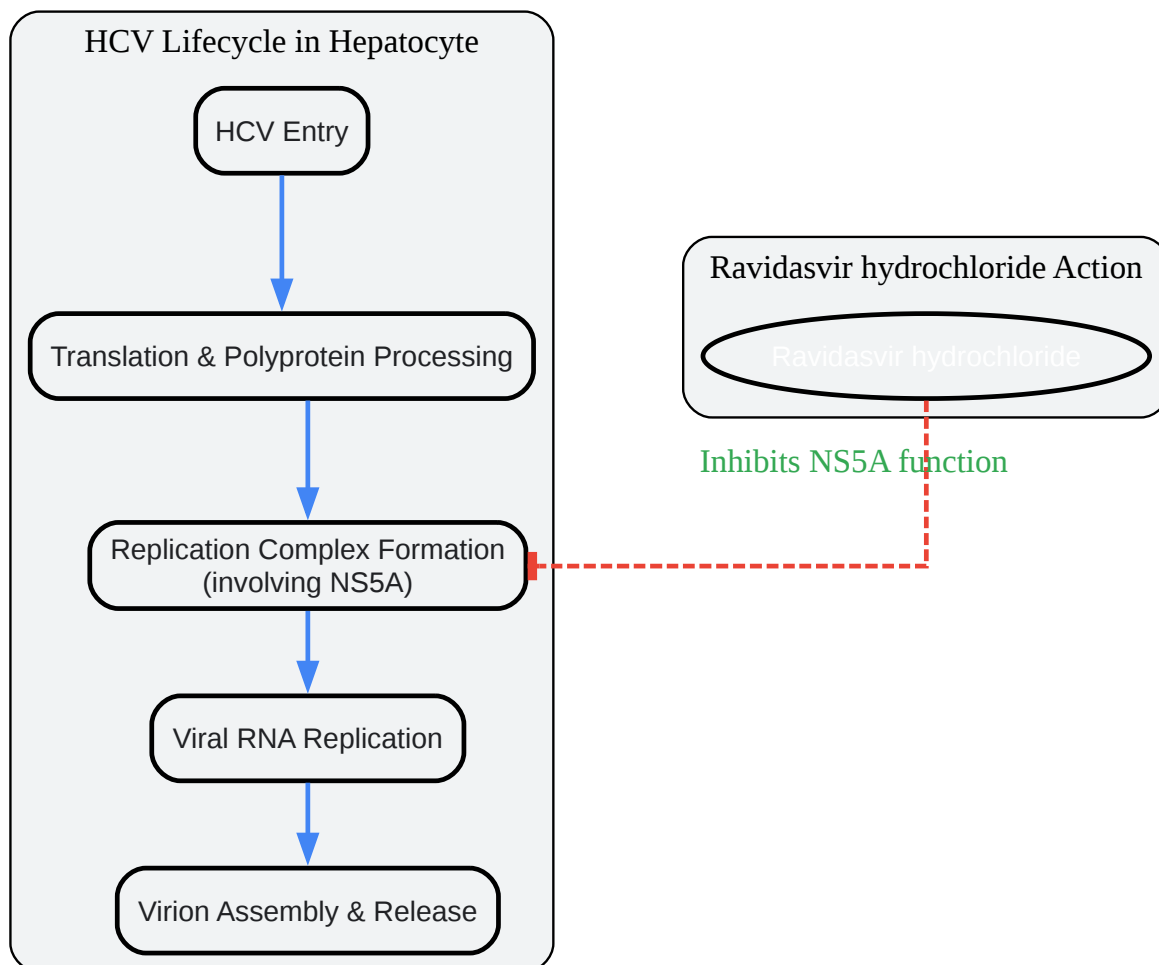 HCV Lifecycle in Hepatocyte
HCV Entry
Translation & Polyprotein Processing
Replication Complex Formation
(involving NS5A)
Viral RNA Replication
Virion Assembly & Release
Ravidasvir hydrochloride Action
Ravidasvir hydrochloride
Inhibits NS5A function